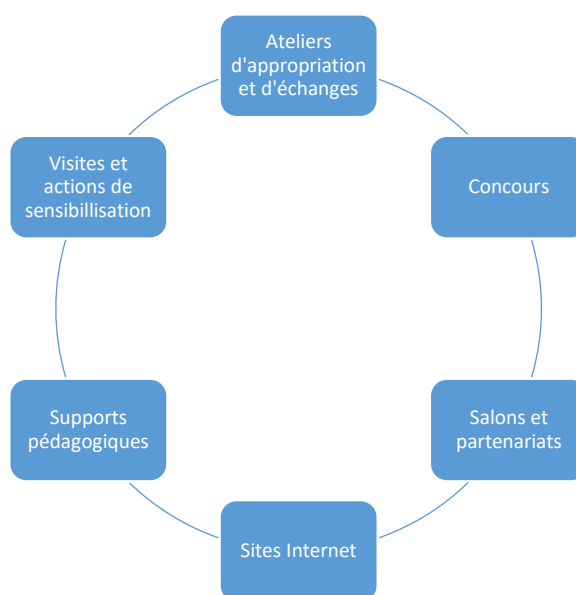 Ateliers
d'appropriation
et d'échanges
Concours
Salons et
partenariats
Sites Internet
Supports
pédagogiques
Visites et
actions de
sensibillisation